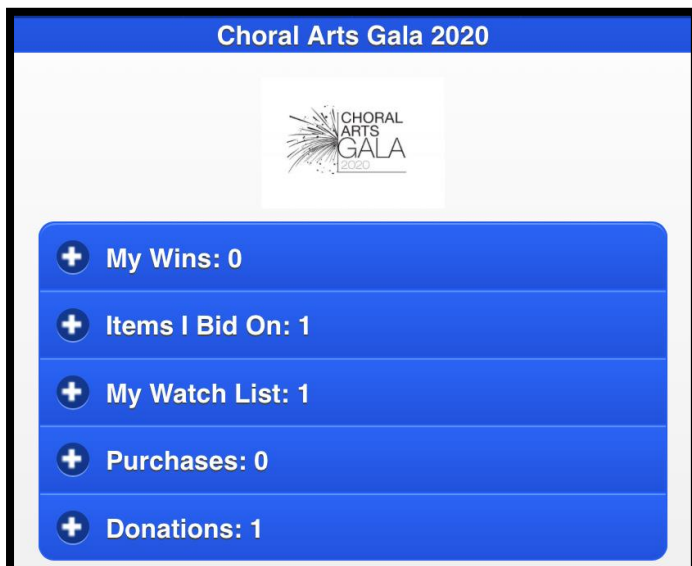 Choral Arts Gala 2020
CHORAL
ARTS
GALA
2020
My Wins: 0
Items I Bid On: 1
My Watch List: 1
Purchases: 0
Donations: 1